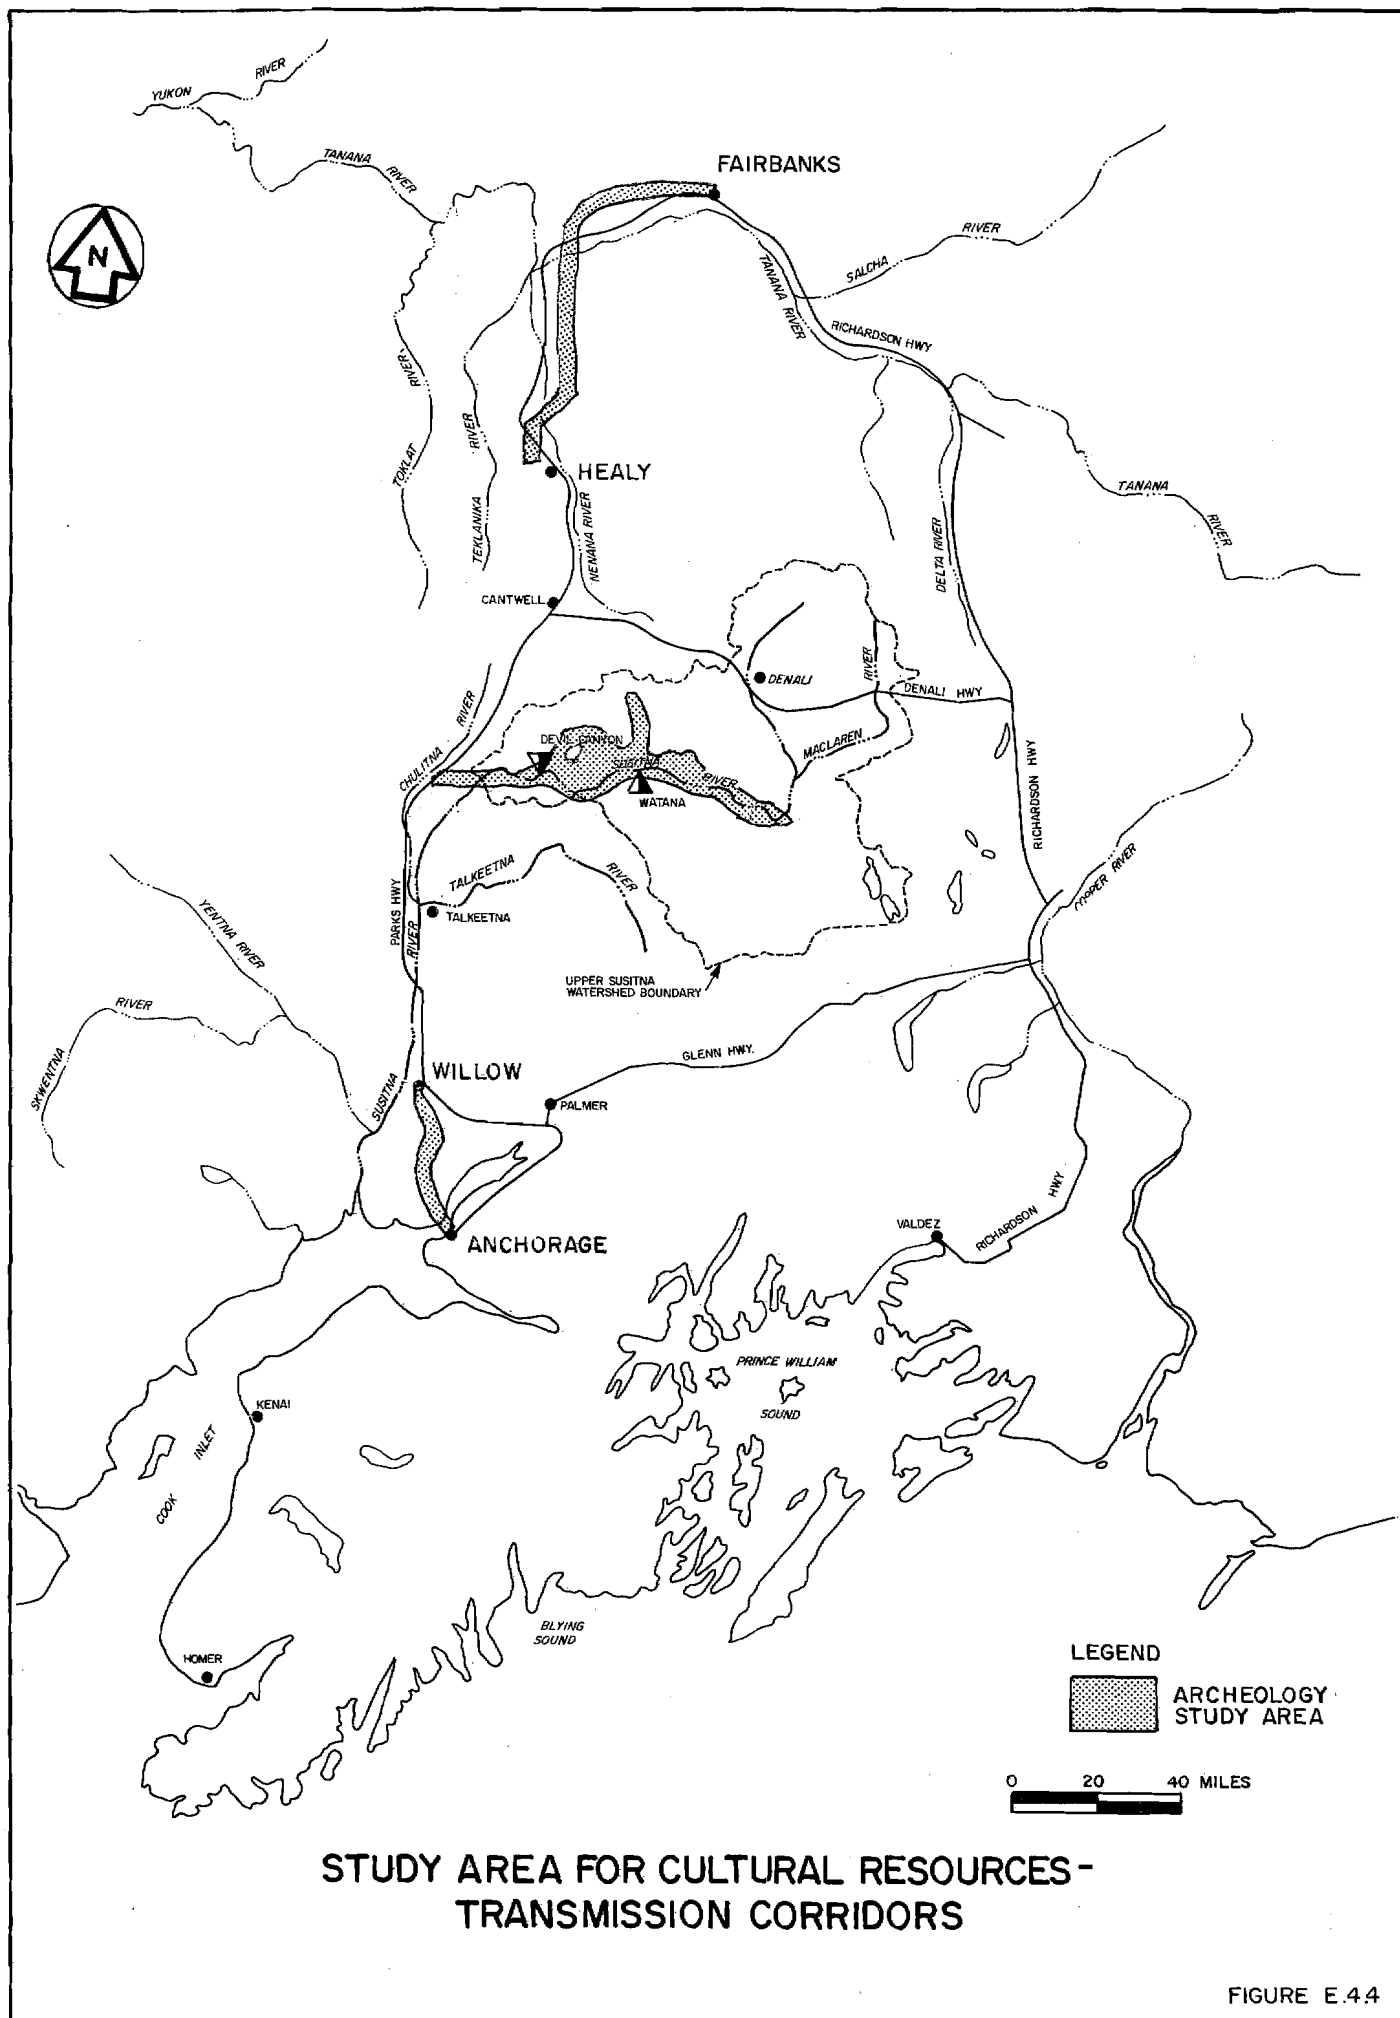 YUKON RIVER
TANANA RIVER
FAIRBANKS
N
SALCHA RIVER
TANANA RIVER
RICHARDSON HWY
TOKLAT RIVER
TEKLANIKA RIVER
HEALY
NENANA RIVER
DELTA RIVER
TANANA RIVER
CANTWELL
DENALI
RIVER
DENALI HWY
CHULITNA RIVER
DEVIL CANYON
MACLAREN
SUSITNA RIVER
WATANA
RICHARDSON HWY
TALKEETNA RIVER
PARKS HWY
TALKEETNA
RIVER
YENTNA RIVER
UPPER SUSITNA
WATERSHED BOUNDARY
SKWENTNA RIVER
GLENN HWY.
WILLOW
SUSITNA
PALMER
VALDEZ
RICHARDSON HWY
ANCHORAGE
PRINCE WILLIAM
SOUND
KENAI
COOK INLET
BLYING
SOUND
HOMER
LEGEND
ARCHEOLOGY
STUDY AREA
0 20 40 MILES
STUDY AREA FOR CULTURAL RESOURCES-
TRANSMISSION CORRIDORS
FIGURE E.4.4